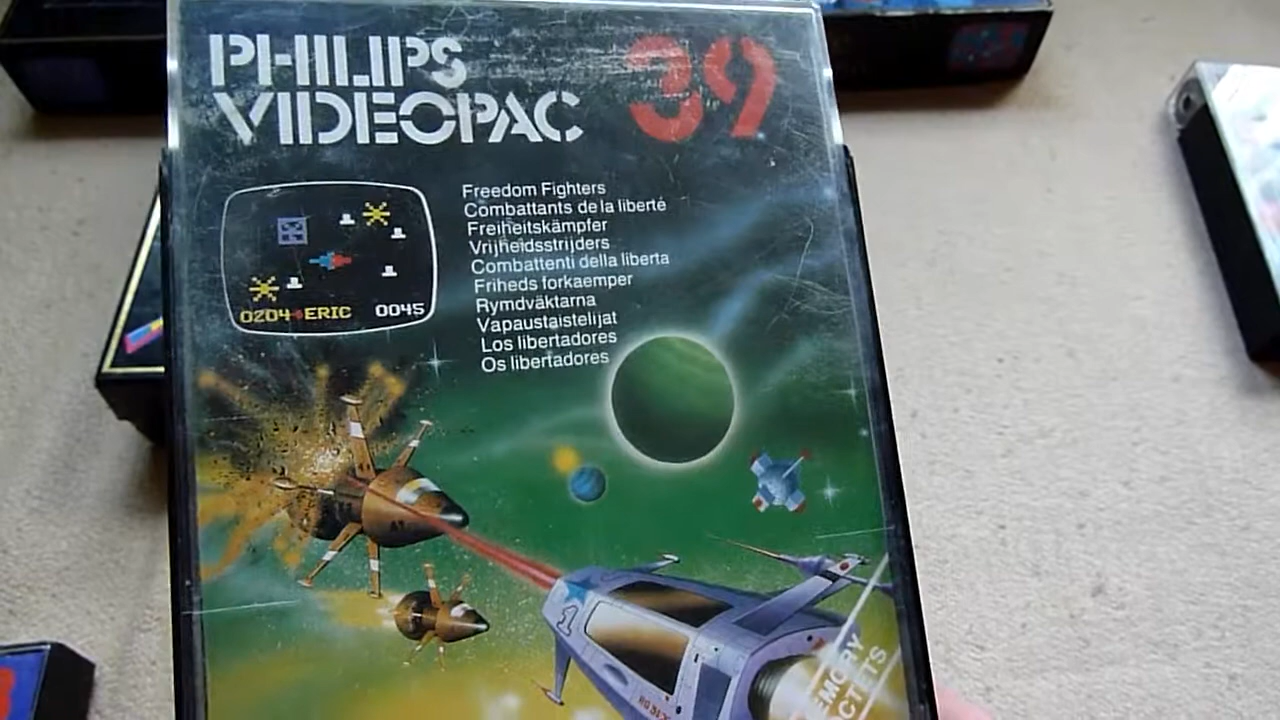 PHILIPS 39
VIDEOPAC
Freedom Fighters
Combattants de la liberté
Freiheitskämpfer
Vrijheidsstrijders
Combattenti della liberta
Friheds forkaemper
Rymdväktarna
Vapaustaistelijat
Los libertadores
Os libertadores
0204 ERIC 0045
1